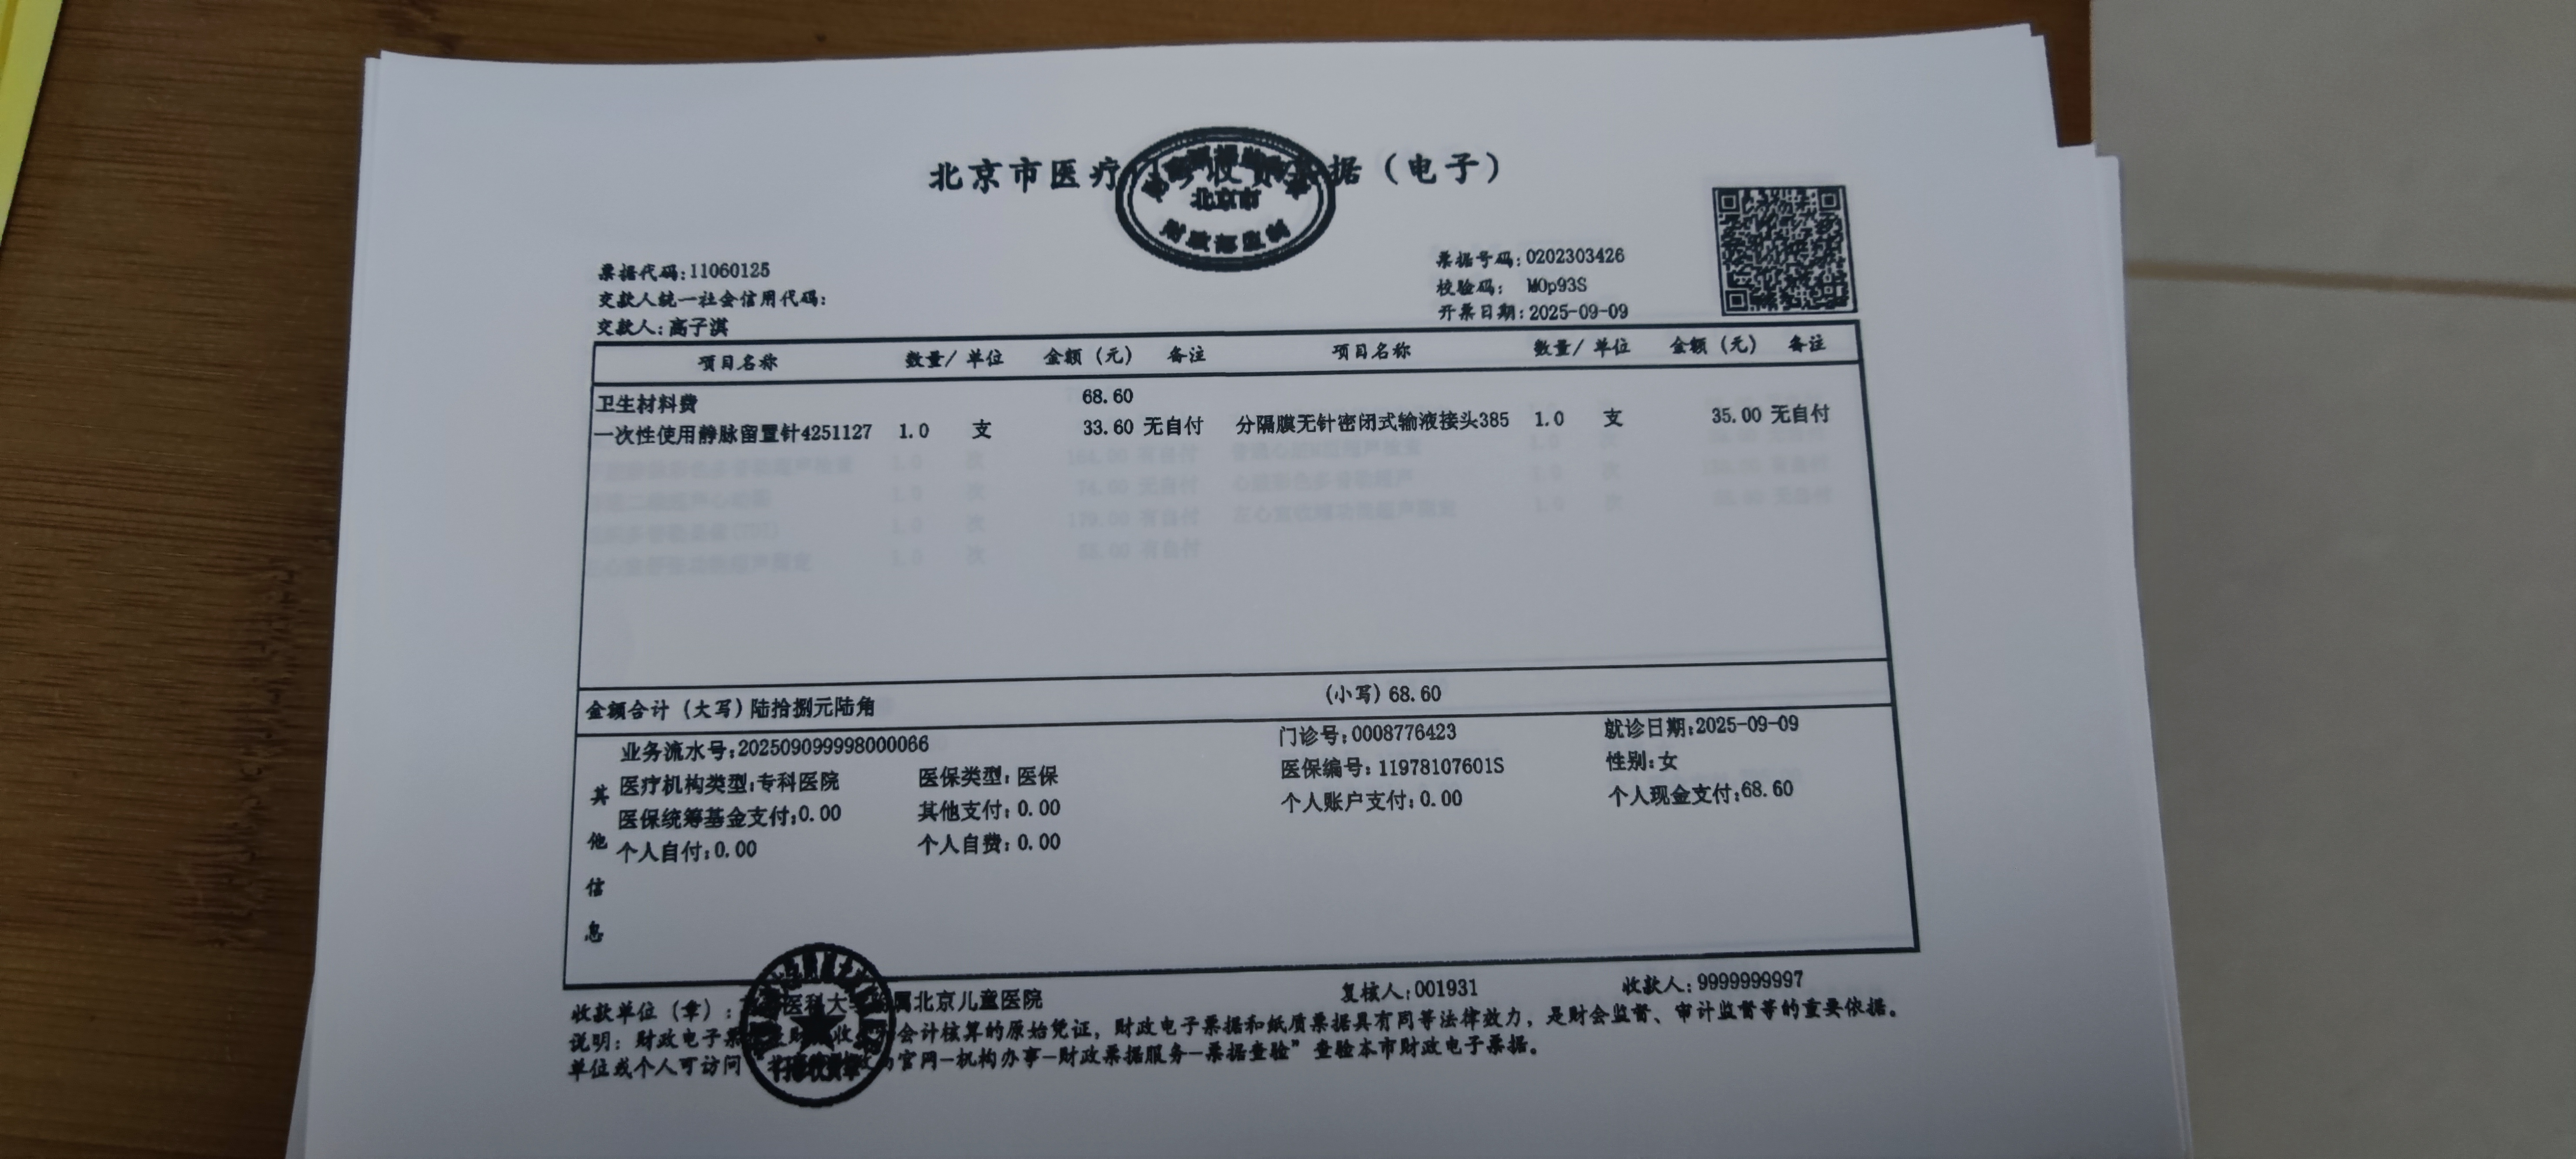 北京市医疗门诊收费票据（电子）
北京市
财政部监制
票据代码:11060125
票据号码:0202303426
交款人统一社会信用代码:
校验码: MOp93S
交款人:高子淇
开票日期:2025-09-09
项目名称 数量/单位 金额（元） 备注 项目名称 数量/单位 金额（元） 备注
卫生材料费 68.60
一次性使用静脉留置针4251127 1.0 支 33.60 无自付 分隔膜无针密闭式输液接头385 1.0 支 35.00 无自付
金额合计（大写）陆拾捌元陆角 （小写）68.60
其他信息
业务流水号:202509099998000066 门诊号:0008776423 就诊日期:2025-09-09
医疗机构类型:专科医院 医保类型:医保 医保编号:11978107601S 性别:女
医保统筹基金支付:0.00 其他支付:0.00 个人账户支付:0.00 个人现金支付:68.60
个人自付:0.00 个人自费:0.00
收款单位（章）: 医科大学附属北京儿童医院 复核人:001931 收款人:9999999997
说明: 财政电子票 会计核算的原始凭证，财政电子票据和纸质票据具有同等法律效力，是财会监督、审计监督等的重要依据。
单位或个人可访问 官网-机构办事-财政票据服务-票据查验”查验本市财政电子票据。